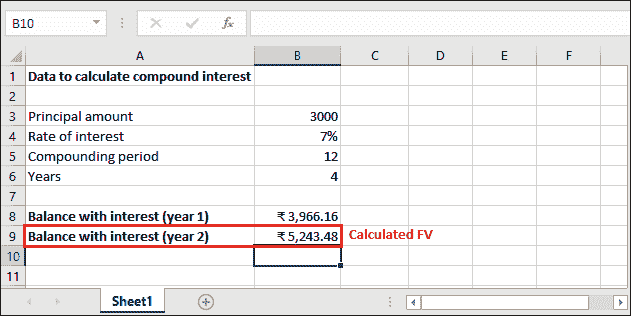 B10 fx
A B C D E F
1 Data to calculate compound interest
2
3 Principal amount 3000
4 Rate of interest 7%
5 Compounding period 12
6 Years 4
7
8 Balance with interest (year 1) ₹ 3,966.16
9 Balance with interest (year 2) ₹ 5,243.48 Calculated FV
10
11
Sheet1